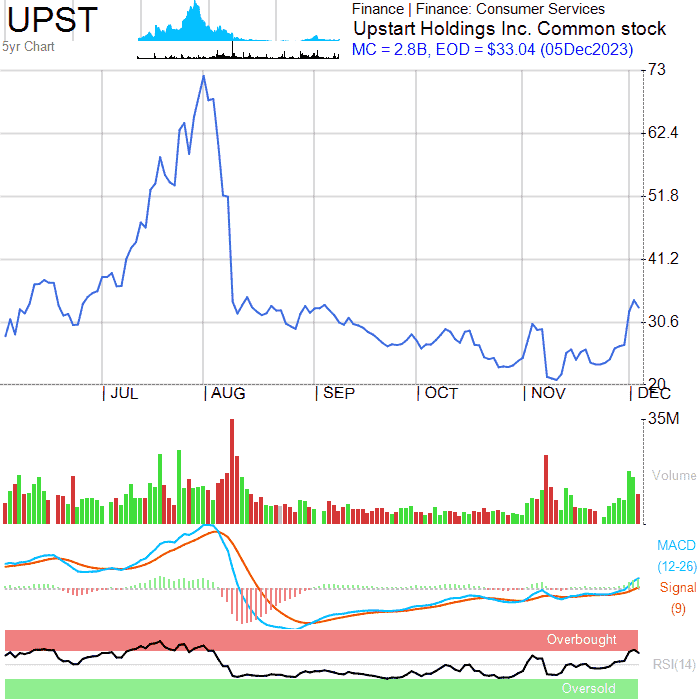 UPST
5yr Chart
Finance | Finance: Consumer Services
Upstart Holdings Inc. Common stock
MC = 2.8B, EOD = $33.04 (05Dec2023)
73
62.4
51.8
41.2
30.6
20
JUL AUG SEP OCT NOV DEC
35M
Volume
MACD
(12-26)
Signal
(9)
Overbought
RSI(14)
Oversold